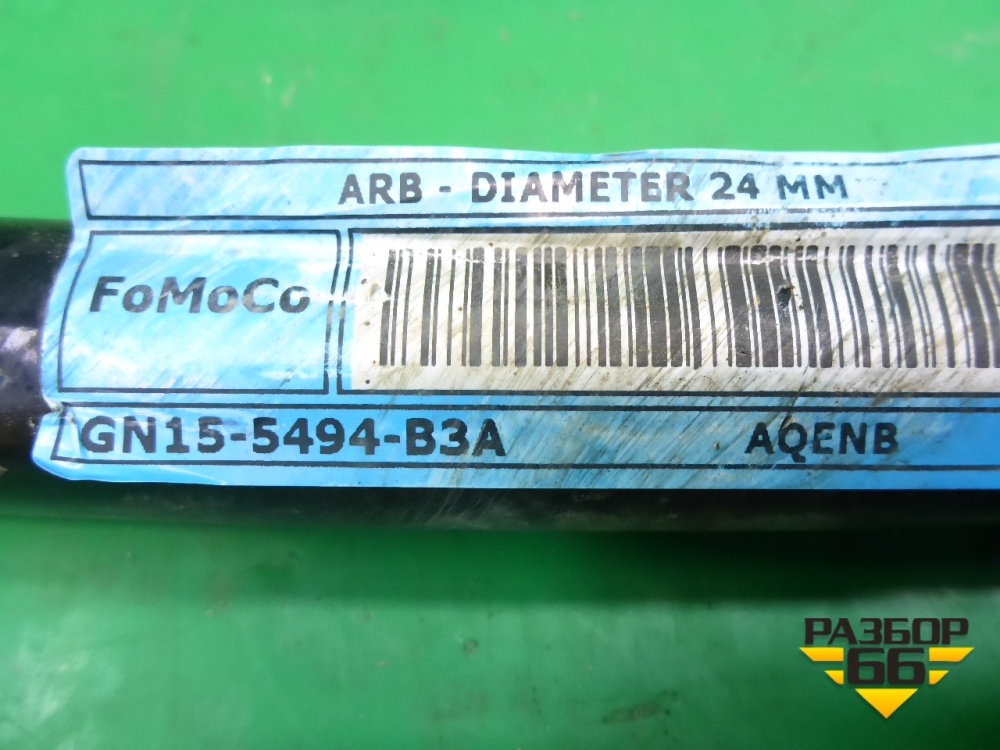 ARB - DIAMETER 24 MM
FoMoCo
GN15-5494-B3A AQENB
РАЗБОР
66